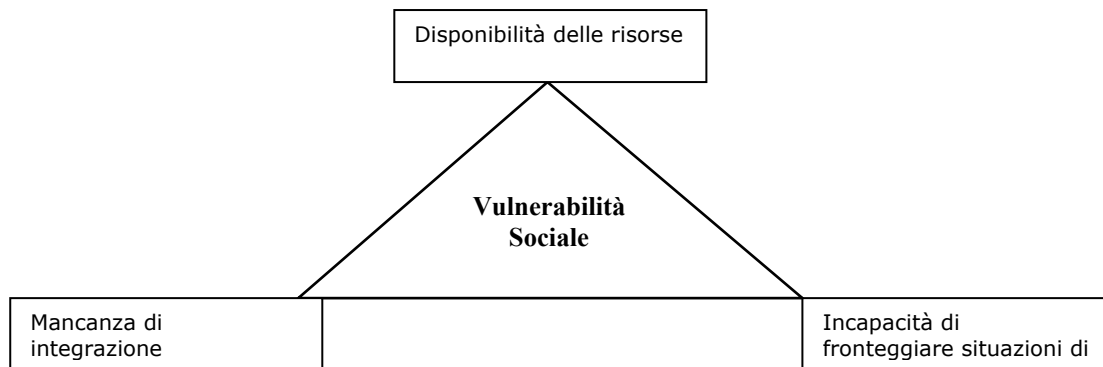 Disponibilità delle risorse
Vulnerabilità
Sociale
Mancanza di
integrazione
Incapacità di
fronteggiare situazioni di